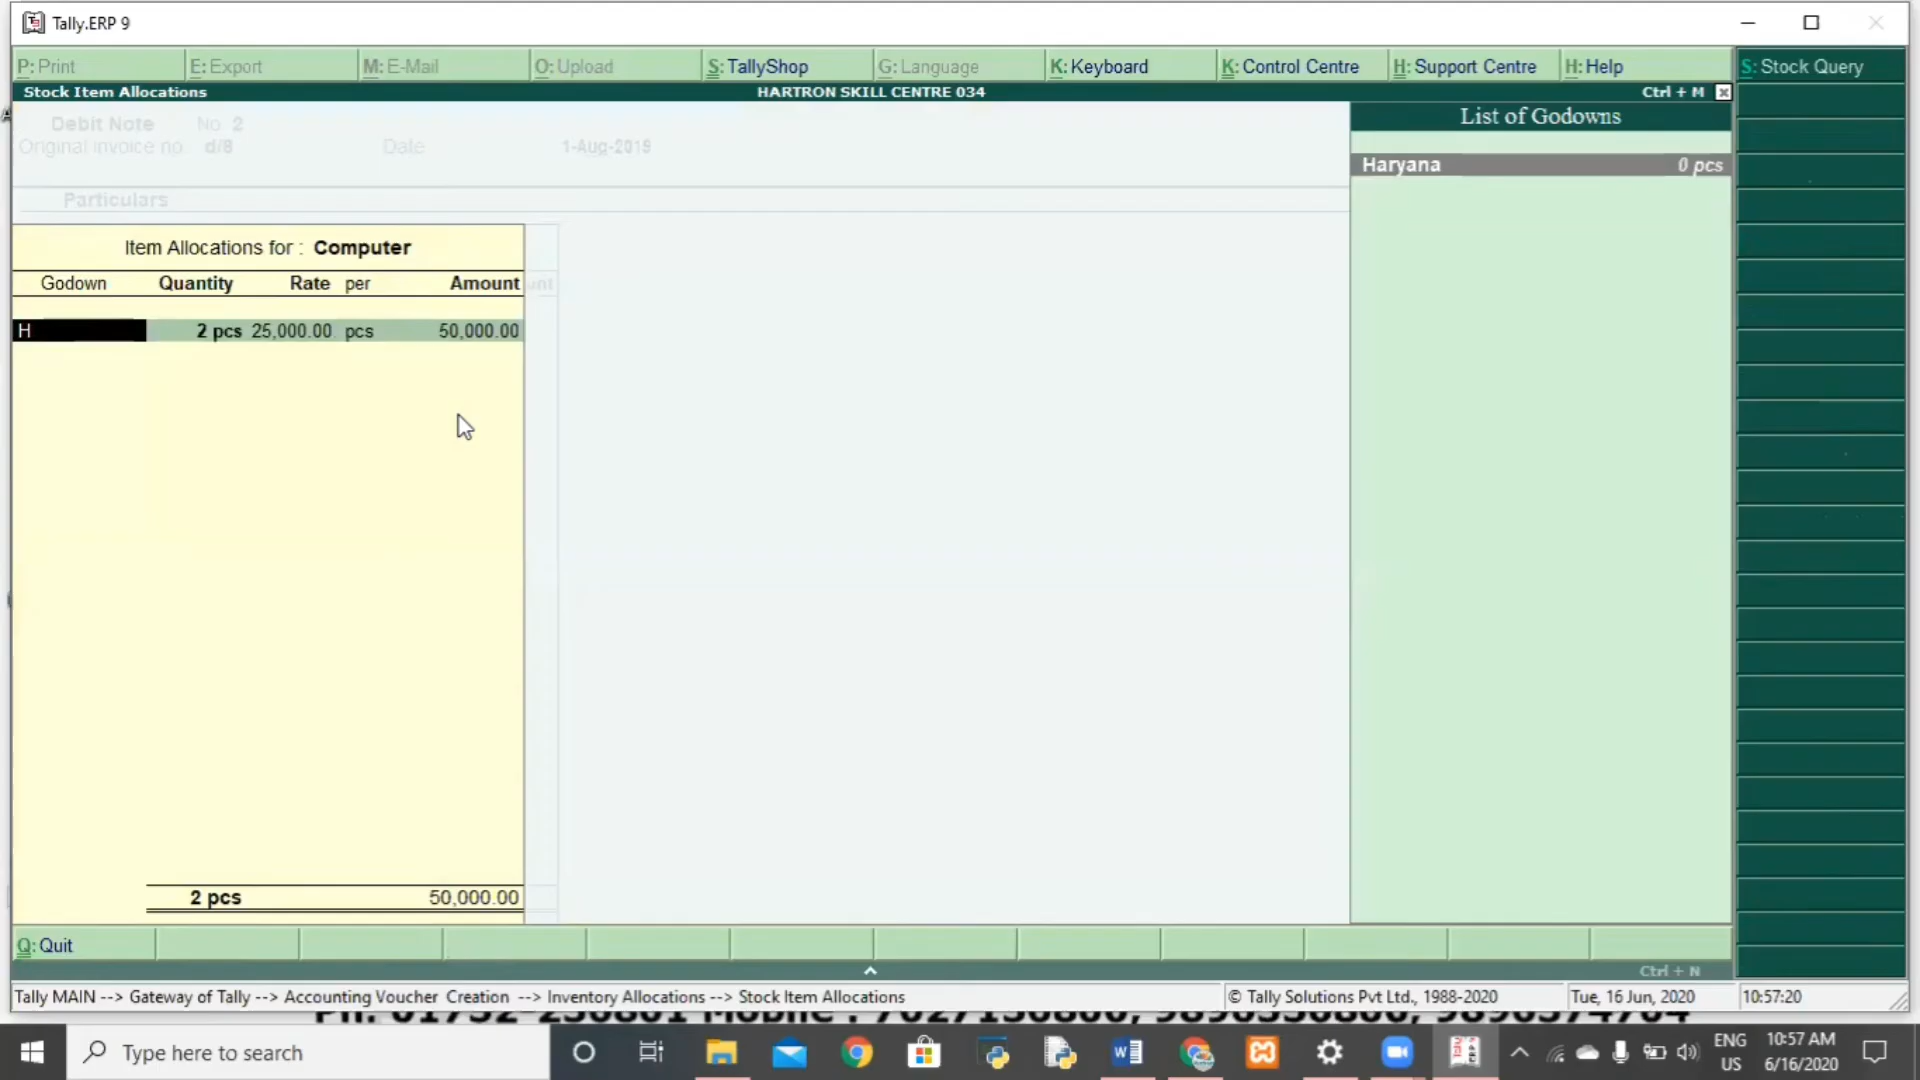 Tally.ERP 9
P: Print E: Export M: E-Mail O: Upload S: TallyShop G: Language K: Keyboard K: Control Centre H: Support Centre H: Help S: Stock Query
Stock Item Allocations HARTRON SKILL CENTRE 034 Ctrl + M
Debit Note No 2
Original invoice no d/8 Date 1-Aug-2019
Particulars
List of Godowns
Haryana 0 pcs
Item Allocations for : Computer
Godown Quantity Rate per Amount
H 2 pcs 25,000.00 pcs 50,000.00
2 pcs 50,000.00
Q: Quit
Ctrl + N
Tally MAIN --> Gateway of Tally --> Accounting Voucher Creation --> Inventory Allocations --> Stock Item Allocations © Tally Solutions Pvt Ltd., 1988-2020 Tue, 16 Jun, 2020 10:57:20
Type here to search
ENG
US
10:57 AM
6/16/2020